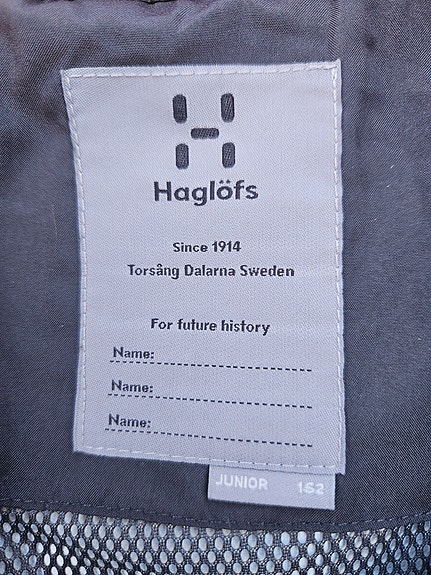 Haglöfs
Since 1914
Torsång Dalarna Sweden
For future history
Name:
Name:
Name:
JUNIOR 152